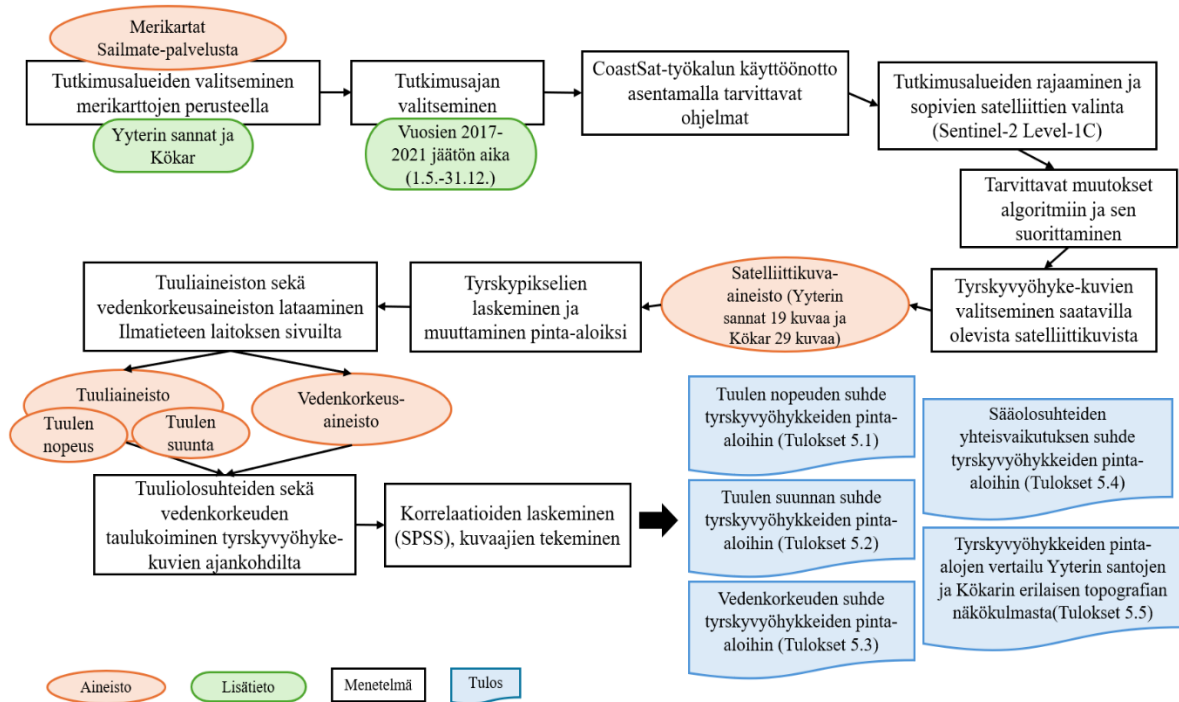 Merikartat
Sailmate-palvelusta
Tutkimusalueiden valitseminen
merikarttojen perusteella
Yyterin sannat ja
Kökar
Tutkimusajan
valitseminen
Vuosien 2017-
2021 jäätön aika
(1.5.-31.12.)
CoastSat-työkalun käyttöönotto
asentamalla tarvittavat
ohjelmat
Tutkimusalueiden rajaaminen ja
sopivien satelliittien valinta
(Sentinel-2 Level-1C)
Tarvittavat muutokset
algoritmiin ja sen
suorittaminen
Tyrskyvyöhyke-kuvien
valitseminen saatavilla
olevista satelliittikuvista
Satelliittikuva-
aineisto (Yyterin
sannat 19 kuvaa ja
Kökar 29 kuvaa)
Tyrskypikselien
laskeminen ja
muuttaminen pinta-aloiksi
Tuuliaineiston sekä
vedenkorkeusaineiston lataaminen
Ilmatieteen laitoksen sivuilta
Tuuliaineisto
Tuulen
nopeus
Tuulen
suunta
Vedenkorkeus-
aineisto
Tuuliolosuhteiden sekä
vedenkorkeuden
taulukoiminen tyrskyvyöhyke-
kuvien ajankohdilta
Korrelaatioiden laskeminen
(SPSS), kuvaajien tekeminen
Tuulen nopeuden suhde
tyrskyvyöhykkeiden pinta-
aloihin (Tulokset 5.1)
Tuulen suunnan suhde
tyrskyvyöhykkeiden pinta-
aloihin (Tulokset 5.2)
Vedenkorkeuden suhde
tyrskyvyöhykkeiden pinta-
aloihin (Tulokset 5.3)
Sääolosuhteiden
yhteisvaikutuksen suhde
tyrskyvyöhykkeiden pinta-
aloihin (Tulokset 5.4)
Tyrskyvyöhykkeiden pinta-
alojen vertailu Yyterin santojen
ja Kökarin erilaisen topografian
näkökulmasta(Tulokset 5.5)
Aineisto
Lisätieto
Menetelmä
Tulos